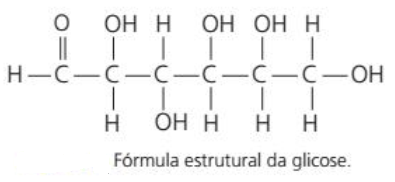 O OH H OH OH H
H—C—C—C—C—C—C—OH
H OH H H H
Fórmula estrutural da glicose.